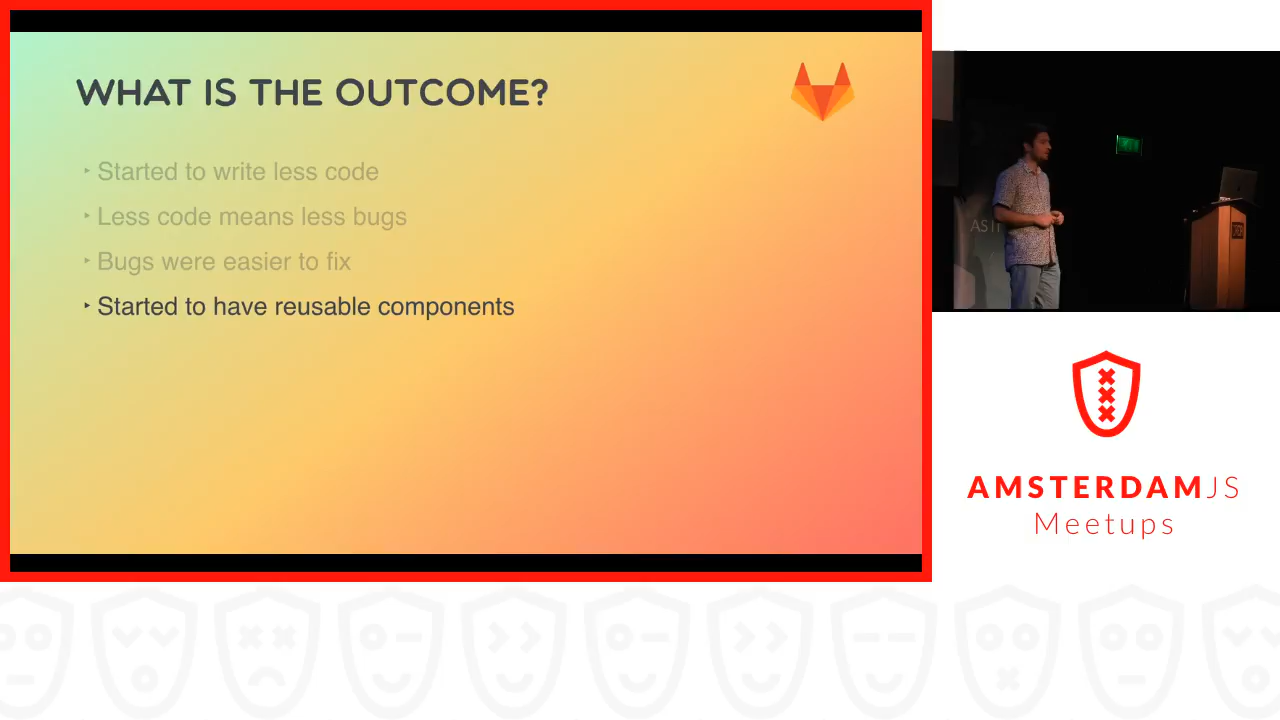 WHAT IS THE OUTCOME?
‣ Started to write less code
‣ Less code means less bugs
‣ Bugs were easier to fix
‣ Started to have reusable components
AMSTERDAMJS
Meetups